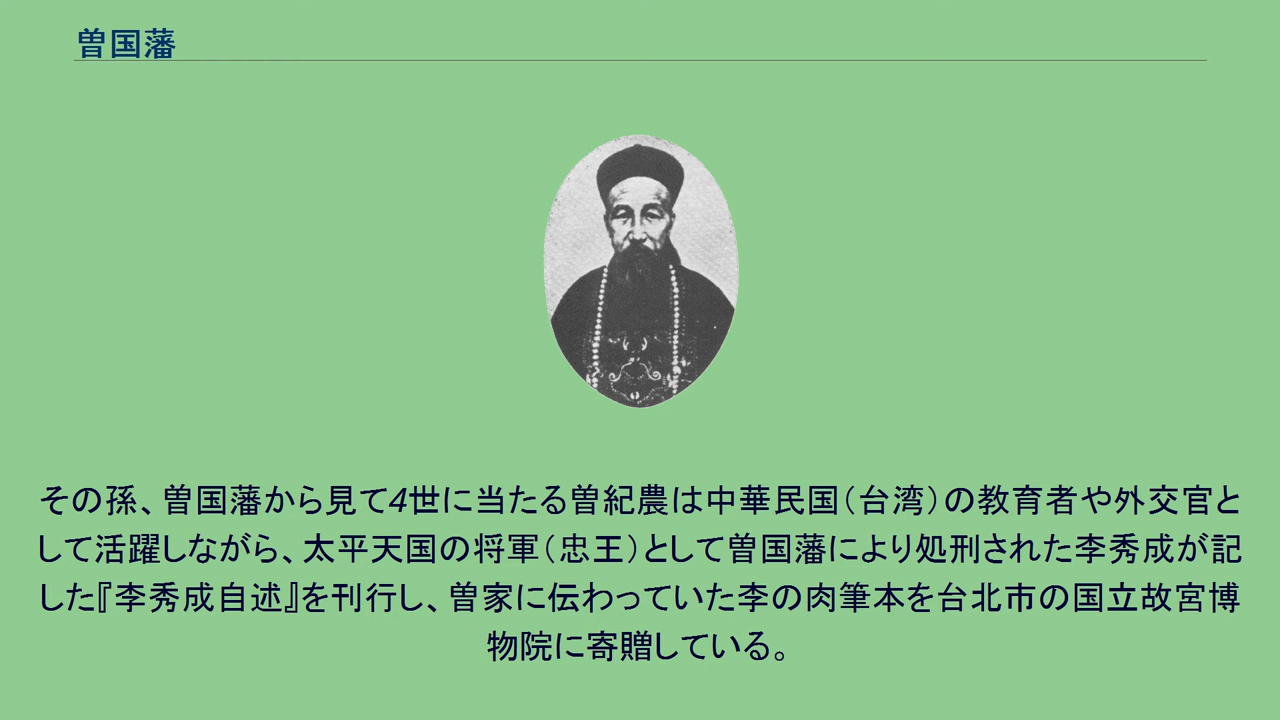 曽国藩
その孫、曽国藩から見て4世に当たる曽紀農は中華民国（台湾）の教育者や外交官と
して活躍しながら、太平天国の将軍（忠王）として曽国藩により処刑された李秀成が記
した『李秀成自述』を刊行し、曽家に伝わっていた李の肉筆本を台北市の国立故宮博
物院に寄贈している。